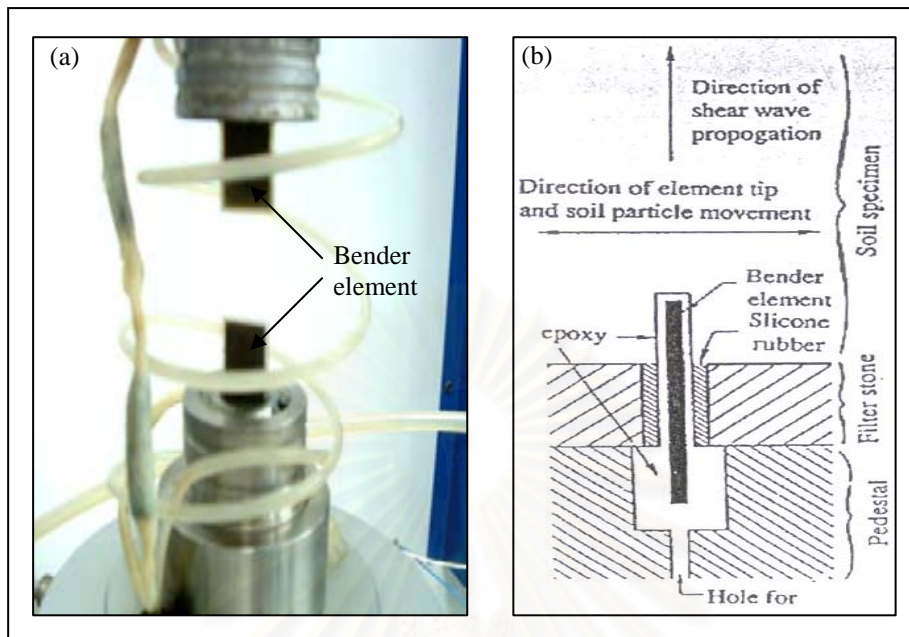 (a)
Bender
element
(b)
Direction of
shear wave
propogation
Direction of element tip
and soil particle movement
Bender
element
Slicone
rubber
epoxy
Hole for
Soil specimen
Filter stone
Pedestal